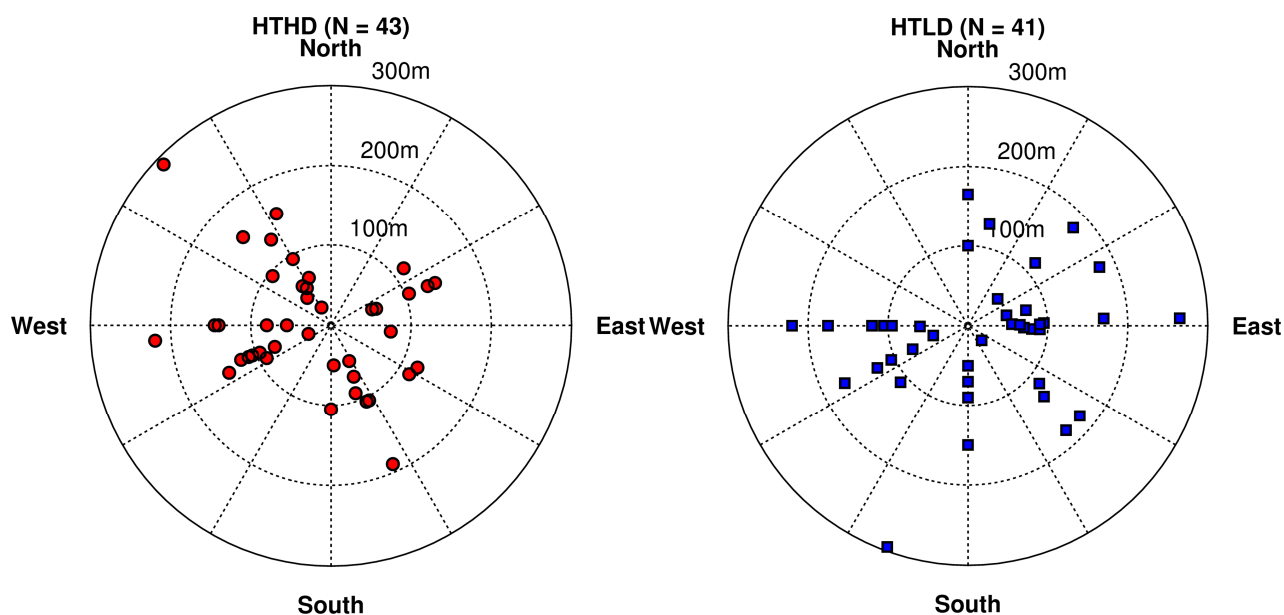 HTHD (N = 43)
North
300m
200m
100m
West
East
South
HTLD (N = 41)
North
300m
200m
100m
West
East
South